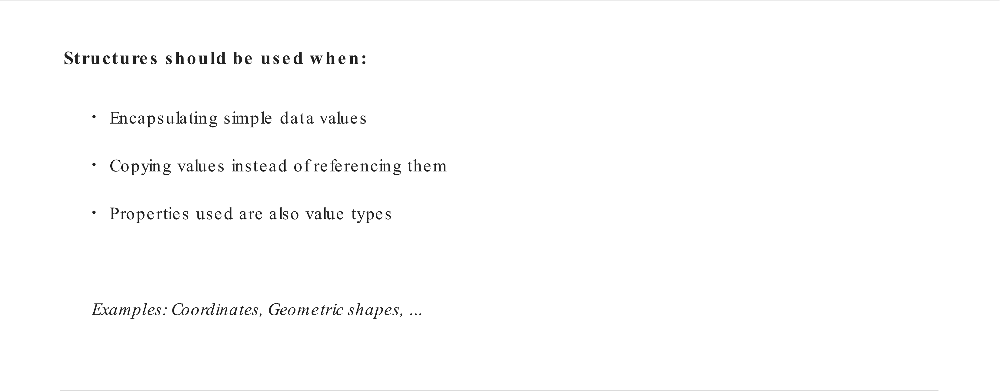 Structures should be used when:
• Encapsulating simple data values
• Copying values instead of referencing them
• Properties used are also value types
Examples: Coordinates, Geometric shapes, ...